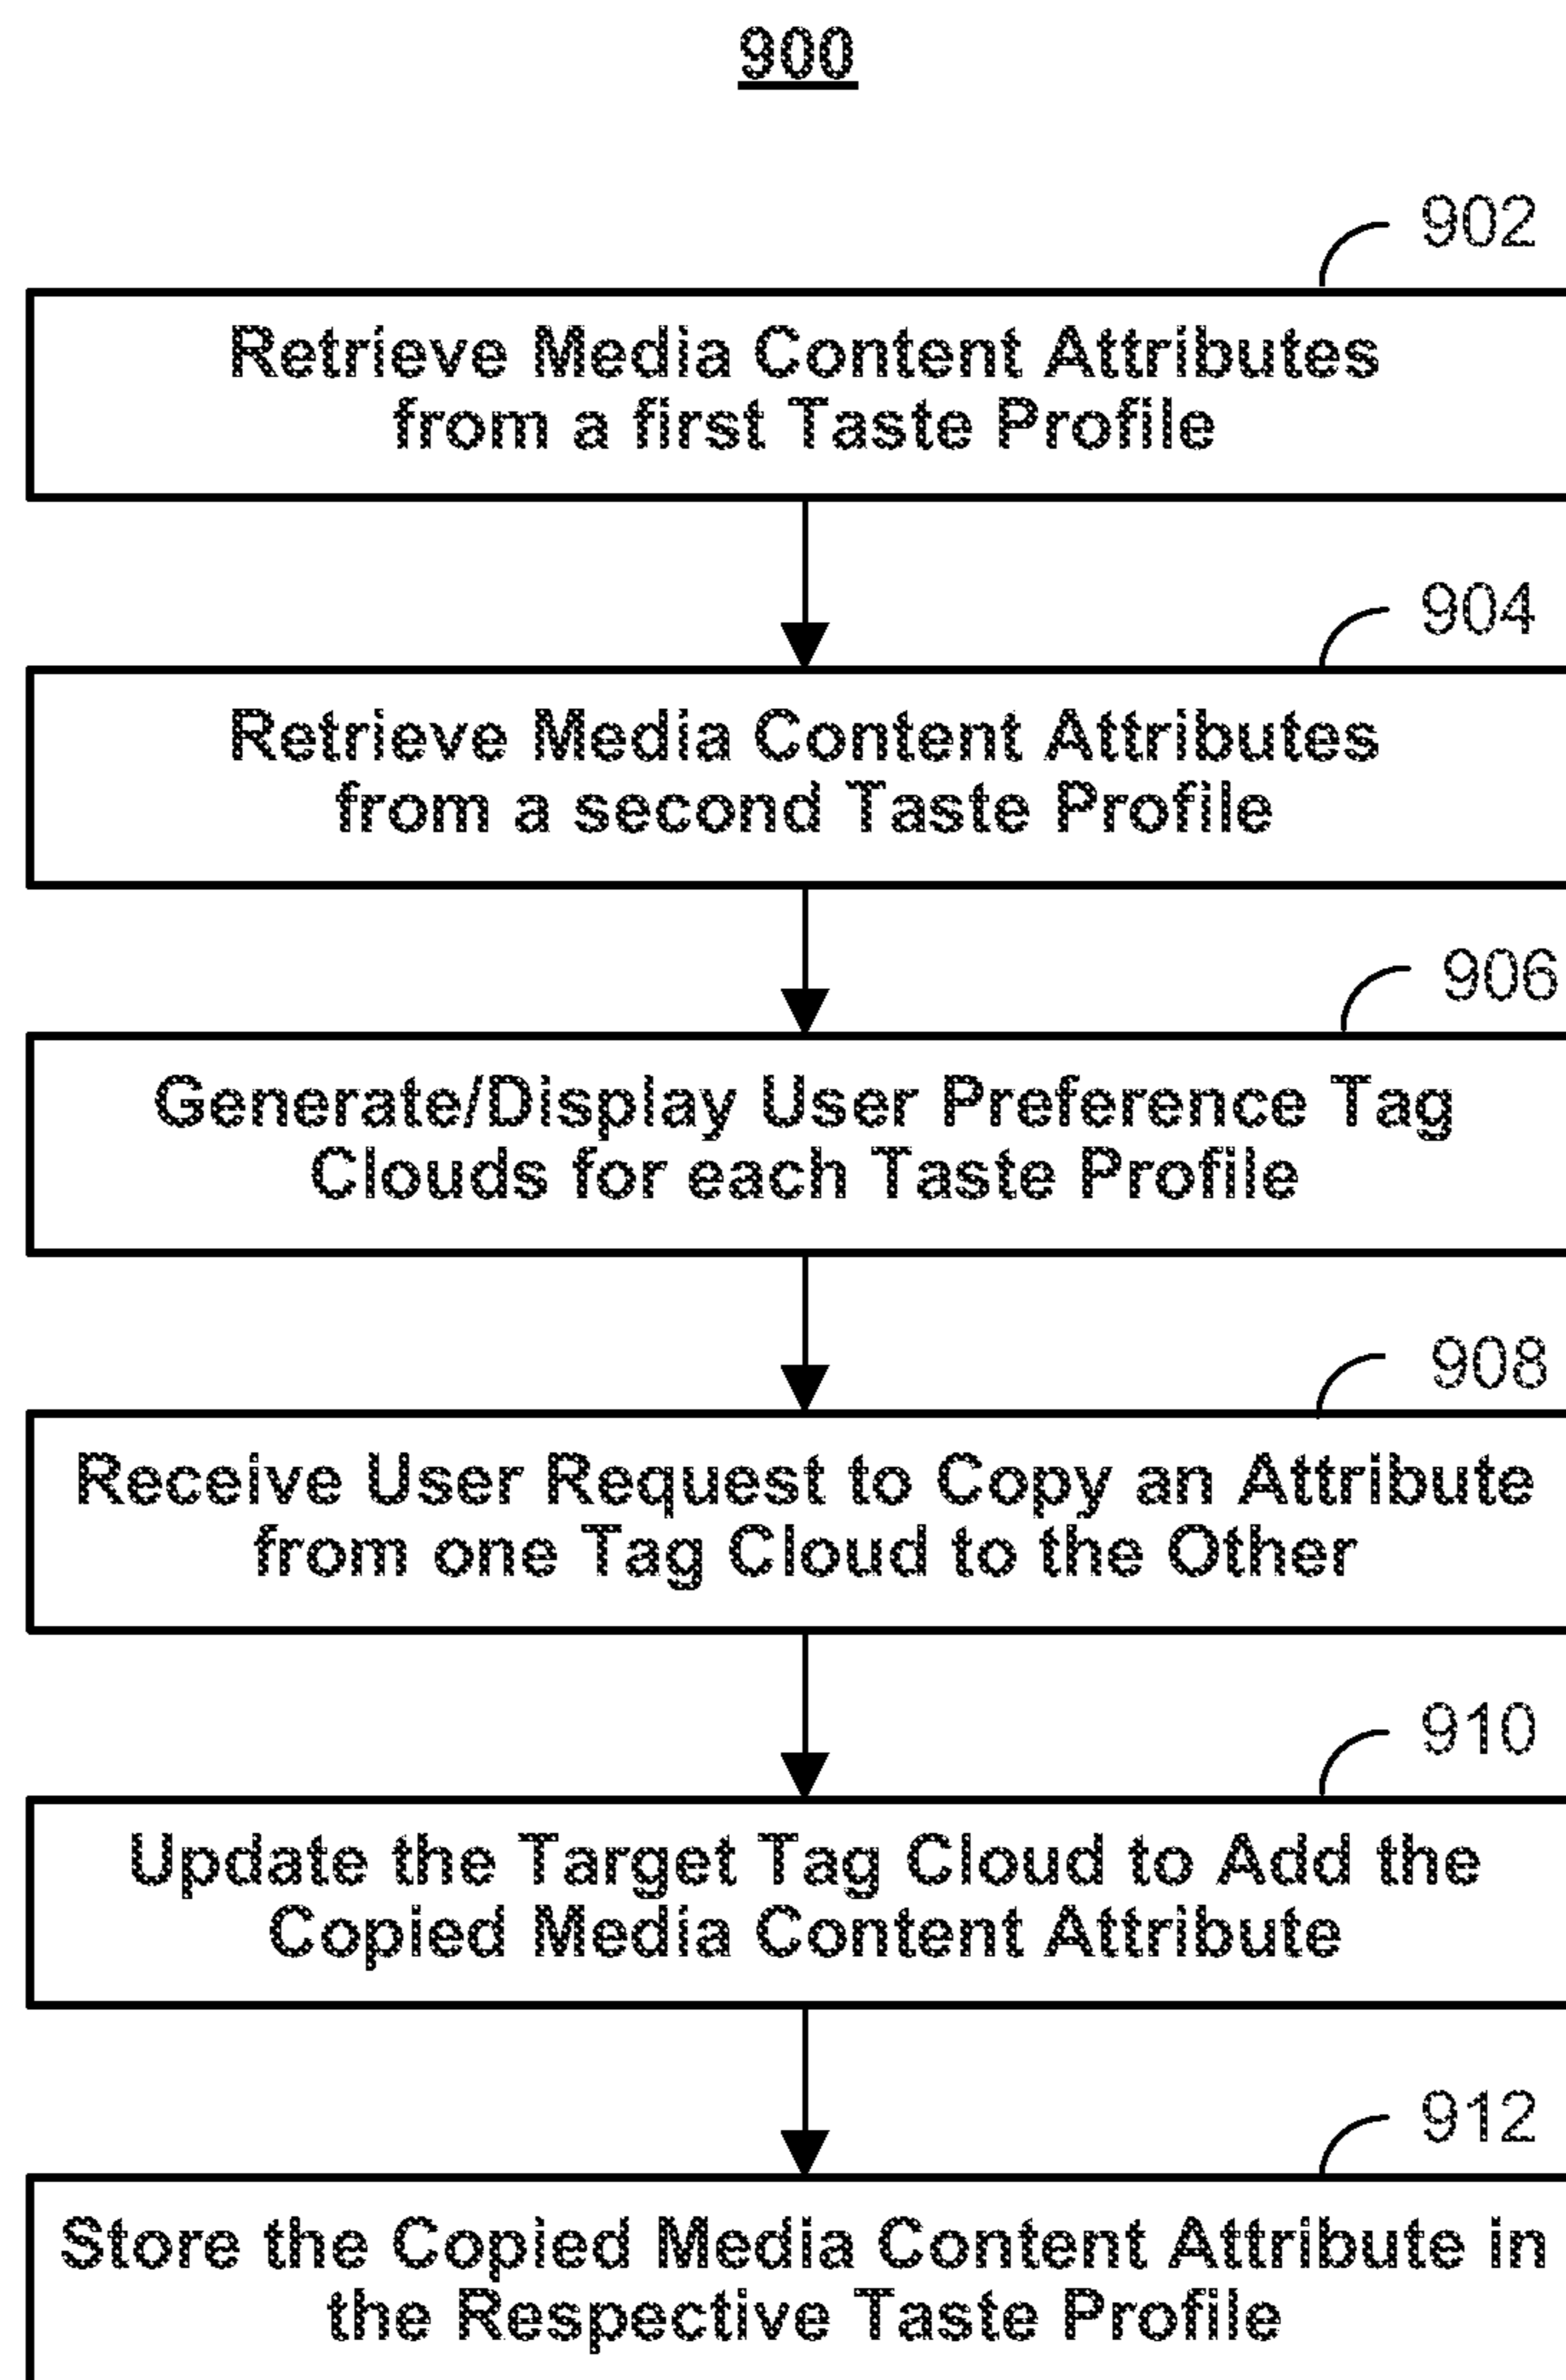 900
902
Retrieve Media Content Attributes
from a first Taste Profile
904
Retrieve Media Content Attributes
from a second Taste Profile
906
Generate/Display User Preference Tag
Clouds for each Taste Profile
908
Receive User Request to Copy an Attribute
from one Tag Cloud to the Other
910
Update the Target Tag Cloud to Add the
Copied Media Content Attribute
912
Store the Copied Media Content Attribute in
the Respective Taste Profile